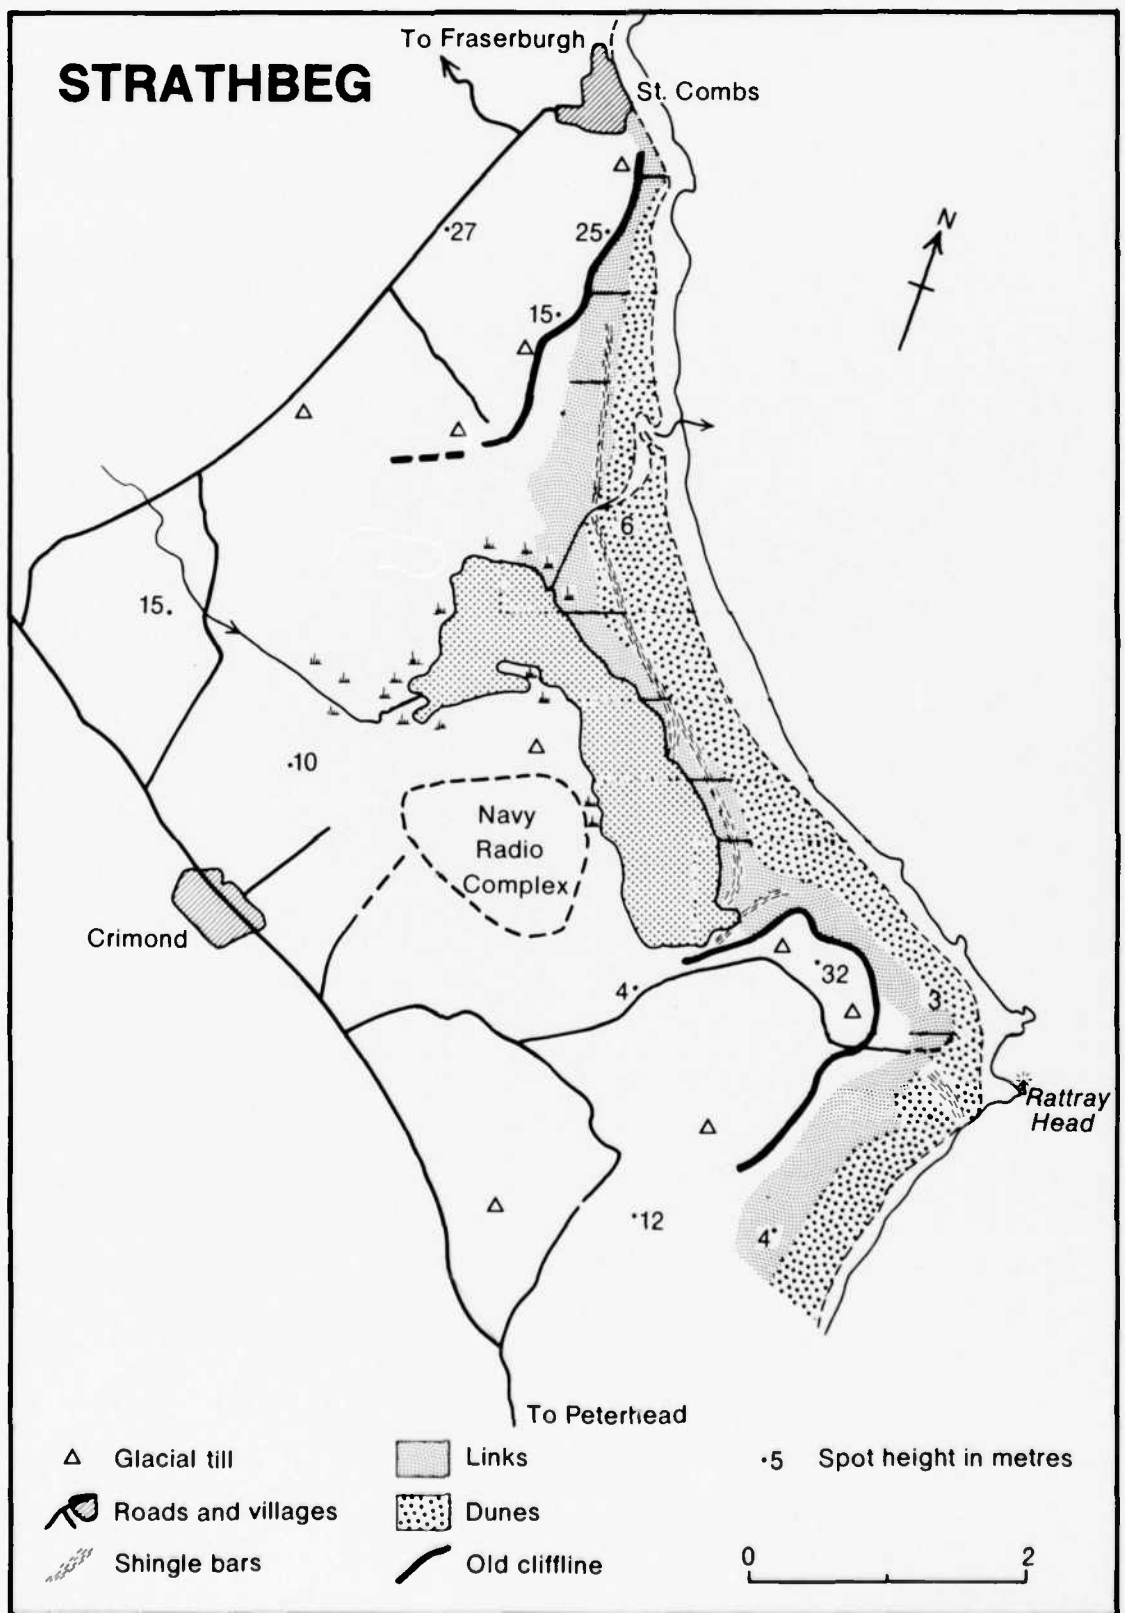 To Fraserburgh
STRATHBEG
St. Combs
N
27
25
15
6
15
10
Navy
Radio
Complex
Crimond
32
4
3
Rattray
Head
12
4
To Peterhead
Glacial till
Links
5 Spot height in metres
Roads and villages
Dunes
Shingle bars
Old cliffline
0 2